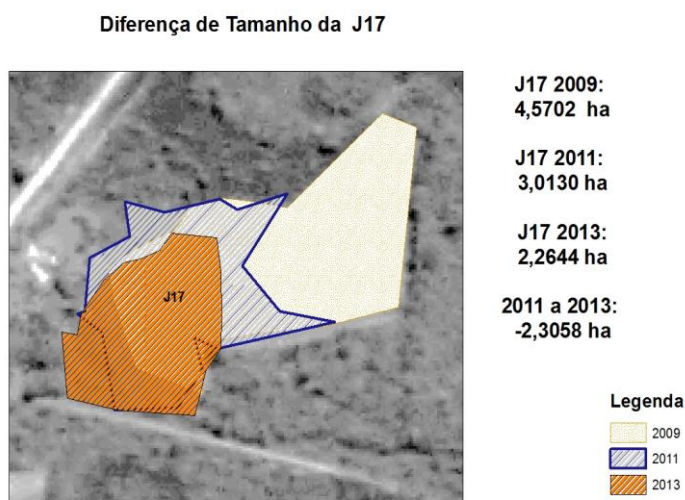 Diferença de Tamanho da J17
J17 2009:
4,5702 ha
J17 2011:
3,0130 ha
J17 2013:
2,2644 ha
2011 a 2013:
-2,3058 ha
J17
Legenda
2009
2011
2013